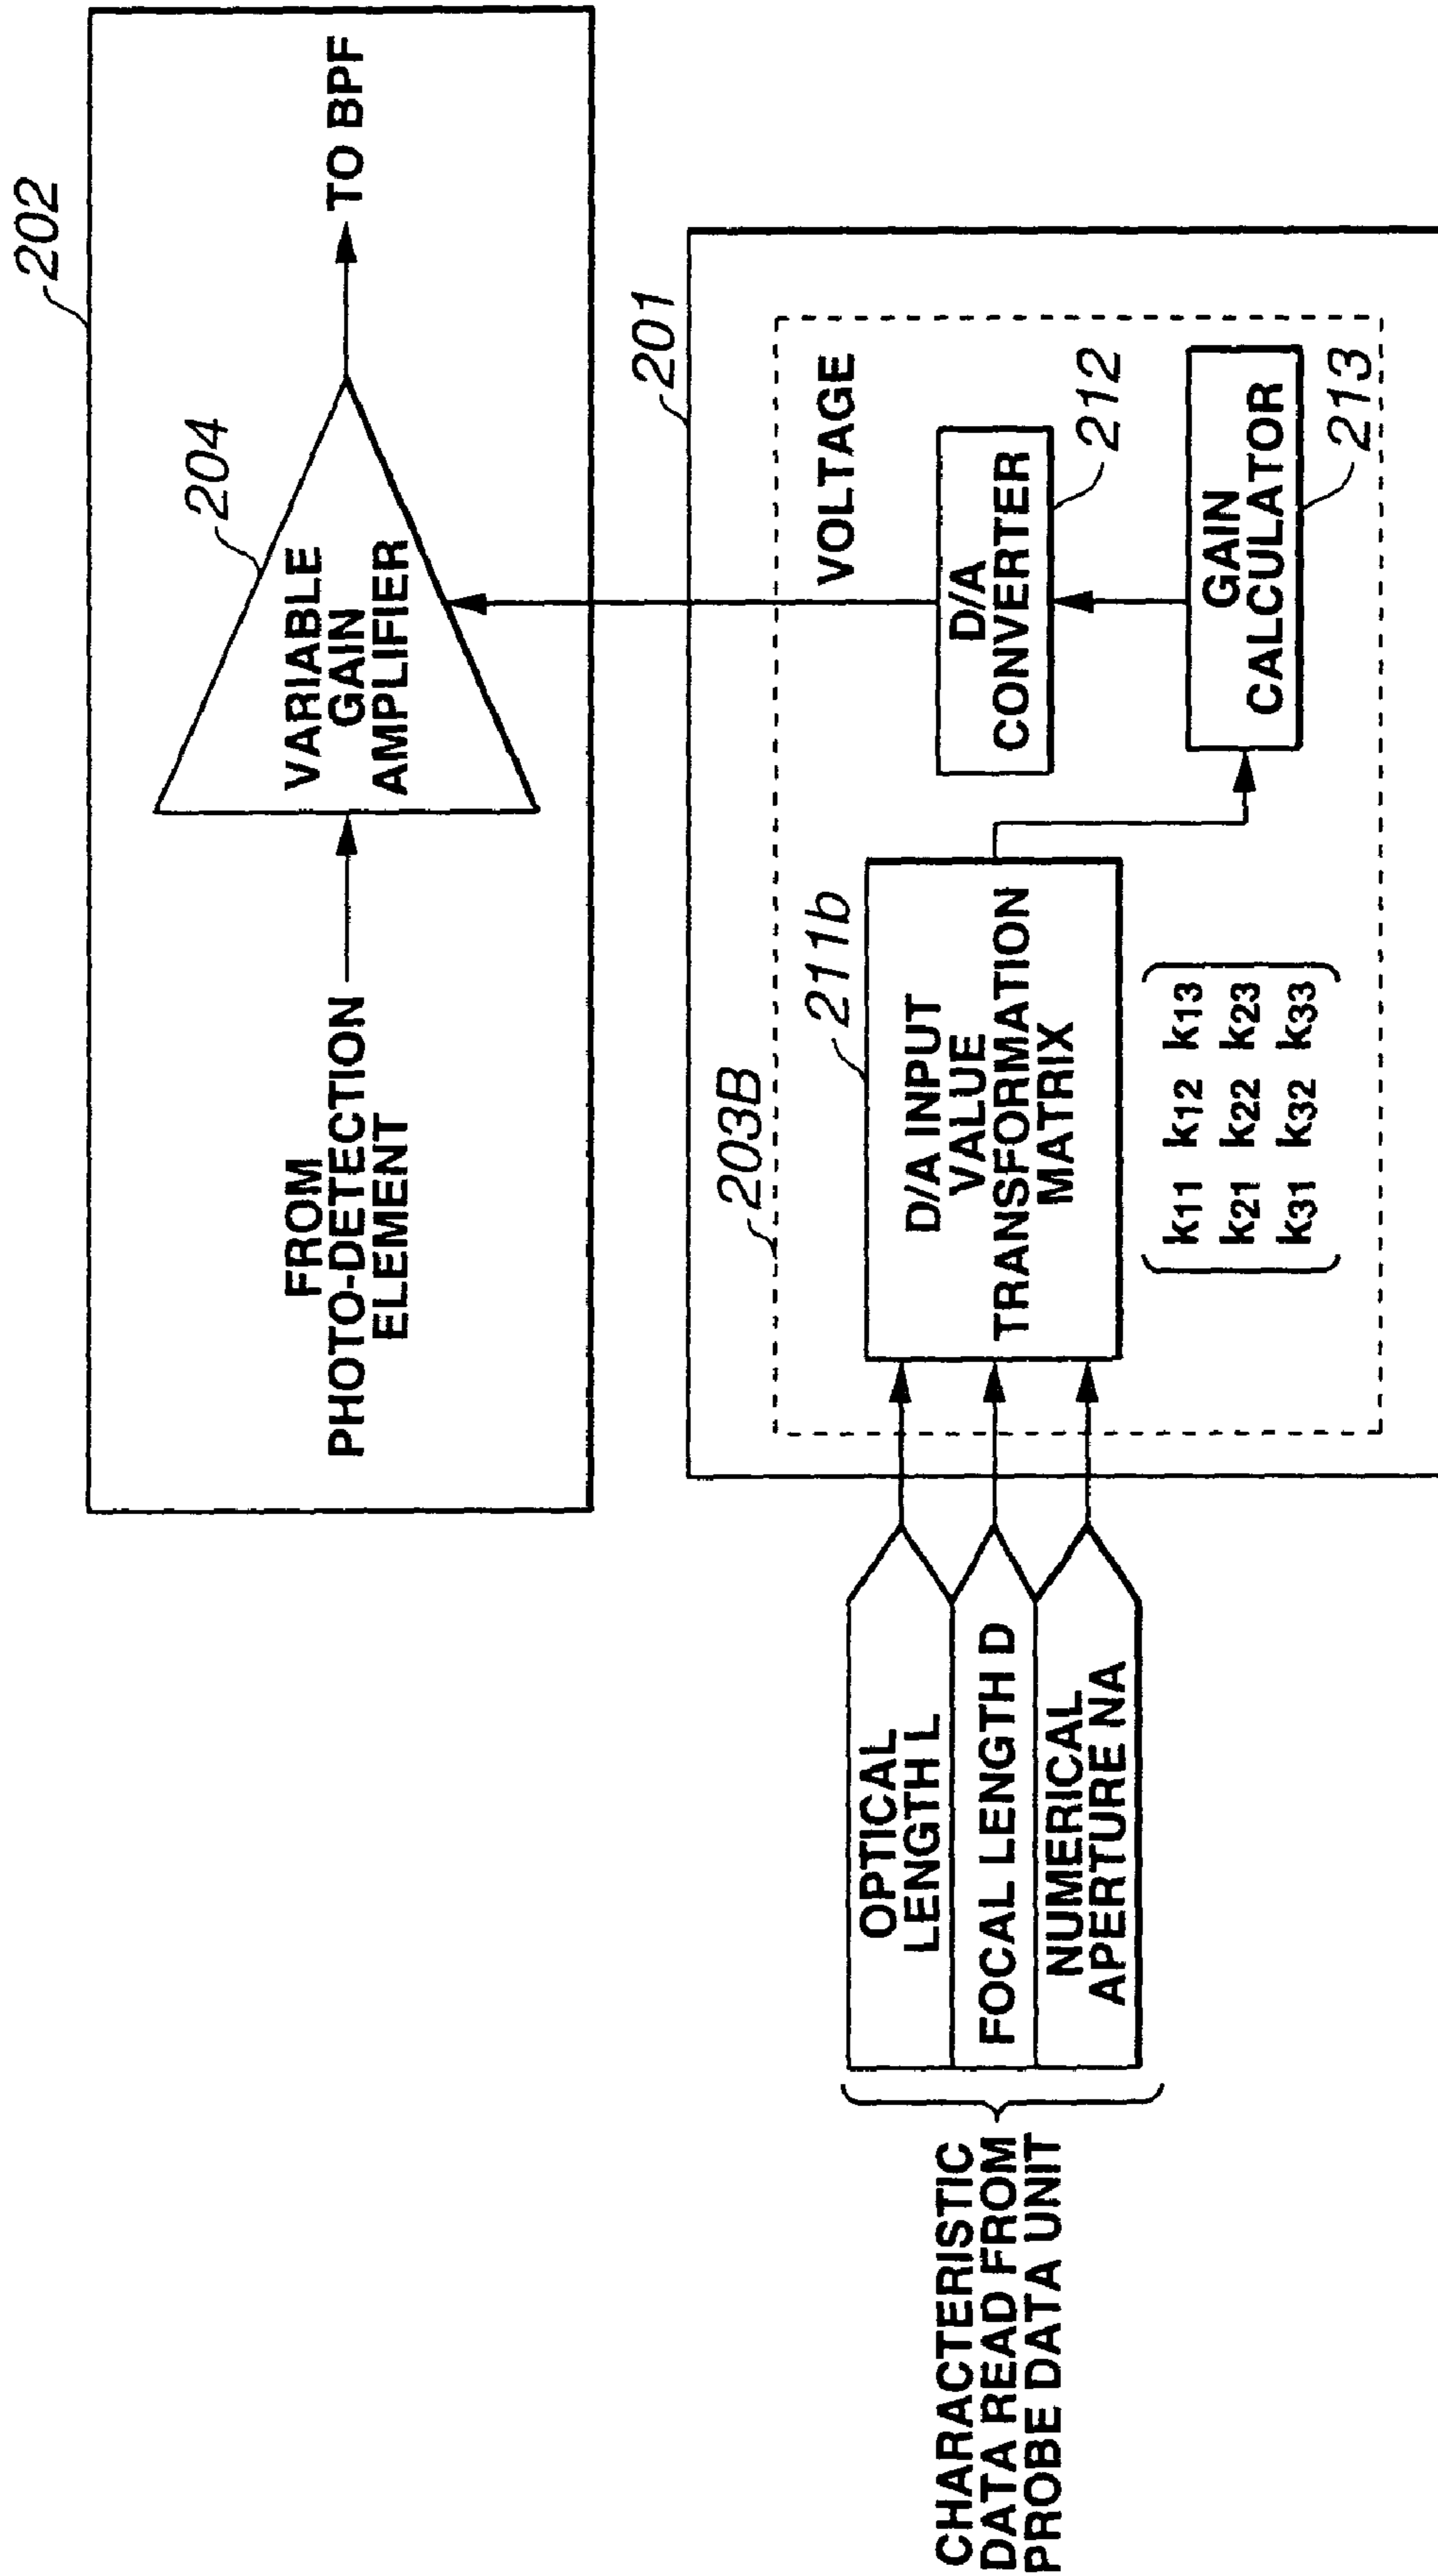 202
204
FROM
PHOTO-DETECTION
ELEMENT
VARIABLE
GAIN
AMPLIFIER
TO BPF
201
203B
211b
VOLTAGE
CHARACTERISTIC
DATA READ FROM
PROBE DATA UNIT
OPTICAL
LENGTH L
FOCAL LENGTH D
NUMERICAL
APERTURE NA
D/A INPUT
VALUE
TRANSFORMATION
MATRIX
k11 k12 k13
k21 k22 k23
k31 k32 k33
D/A
CONVERTER
212
GAIN
CALCULATOR
213